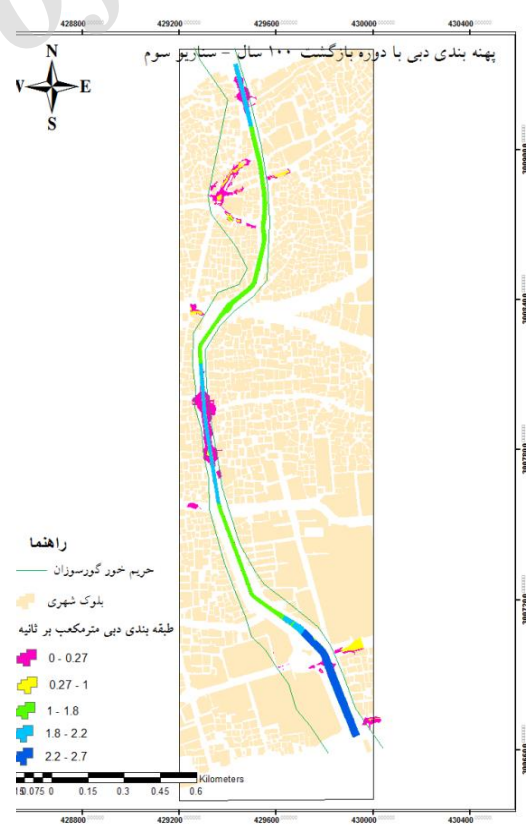 428800 429200 429600 430000 430400
پهنه بندی دبی با دوره بازگشت ۱۰۰ سال - سناریو سوم
N
E
S
راهنما
حریم خور گورسوزان
بلوک شهری
طبقه بندی دبی مترمکعب بر ثانیه
0 - 0.27
0.27 - 1
1 - 1.8
1.8 - 2.2
2.2 - 2.7
Kilometers
0.075 0 0.15 0.3 0.45 0.6
428800 429200 429600 430000 430400